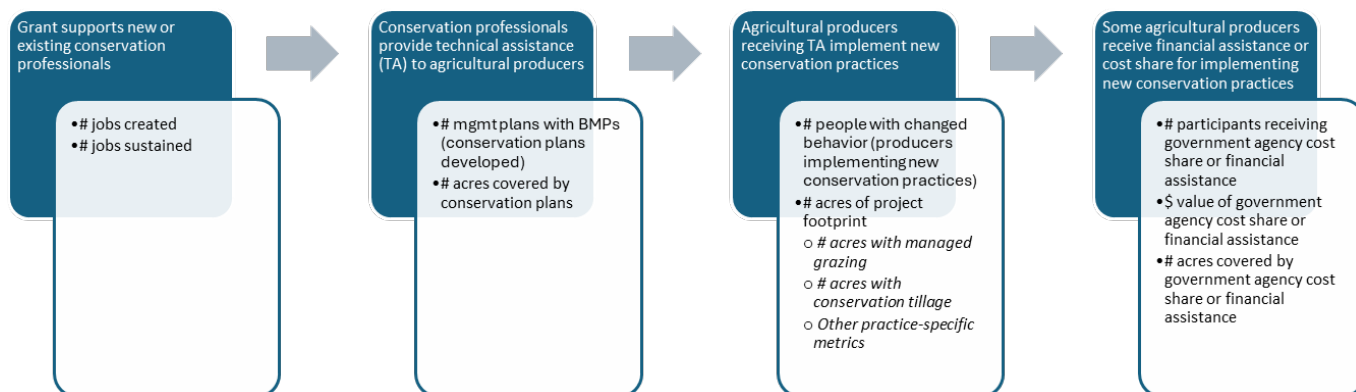 Grant supports new or
existing conservation
professionals
•# jobs created
•# jobs sustained
Conservation professionals
provide technical assistance
(TA) to agricultural producers
•# mgmt plans with BMPs
(conservation plans
developed)
•# acres covered by
conservation plans
Agricultural producers
receiving TA implement new
conservation practices
•# people with changed
behavior (producers
implementing new
conservation practices)
•# acres of project
footprint
o # acres with managed
grazing
o # acres with
conservation tillage
o Other practice-specific
metrics
Some agricultural producers
receive financial assistance or
cost share for implementing
new conservation practices
•# participants receiving
government agency cost
share or financial
assistance
•$ value of government
agency cost share or
financial assistance
•# acres covered by
government agency cost
share or financial
assistance